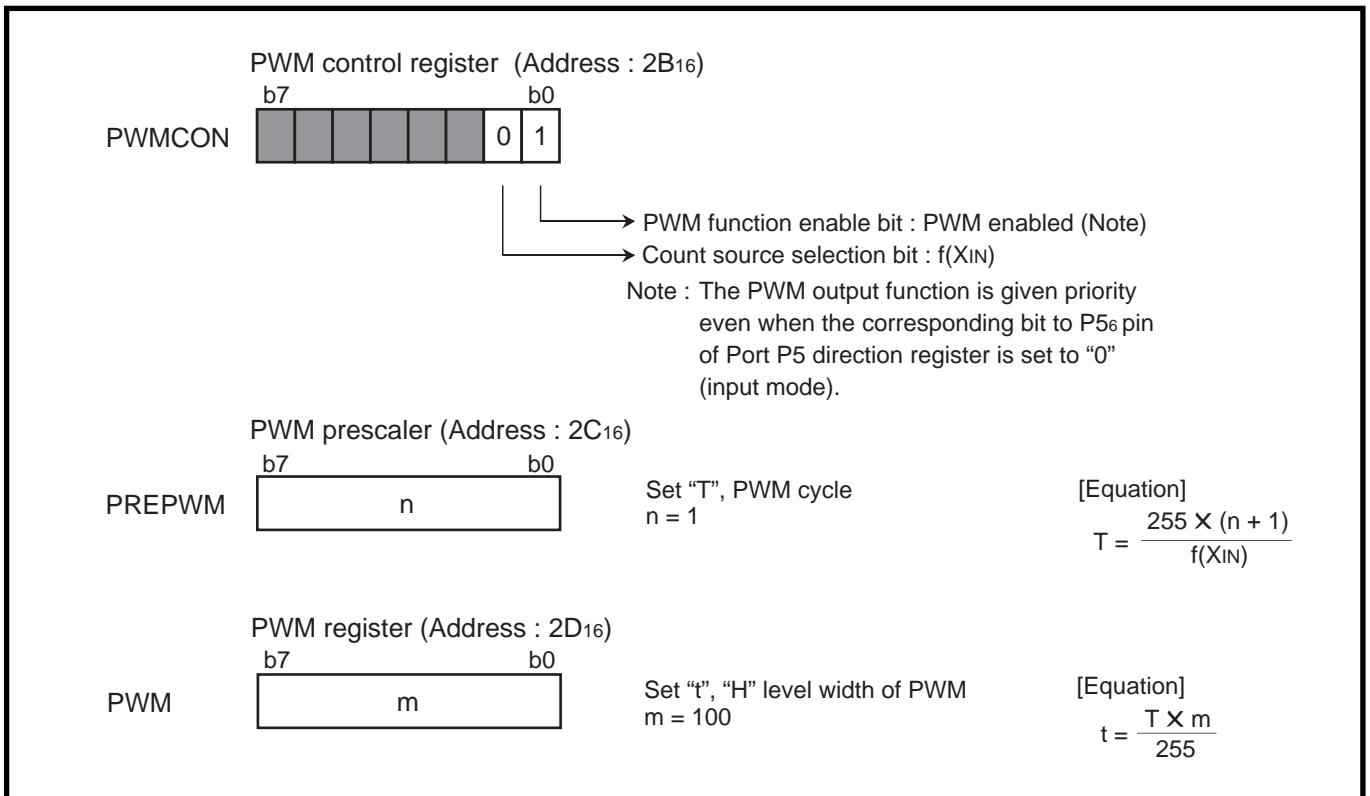 PWM control register (Address : 2B16)
b7 b0
PWMCON 0 1
PWM function enable bit : PWM enabled (Note)
Count source selection bit : f(XIN)
Note : The PWM output function is given priority
even when the corresponding bit to P56 pin
of Port P5 direction register is set to “0”
(input mode).
PWM prescaler (Address : 2C16)
b7 b0
PREPWM n
Set “T”, PWM cycle
n = 1
[Equation]
T = 255 × (n + 1)
f(XIN)
PWM register (Address : 2D16)
b7 b0
PWM m
Set “t”, “H” level width of PWM
m = 100
[Equation]
t = T × m
255